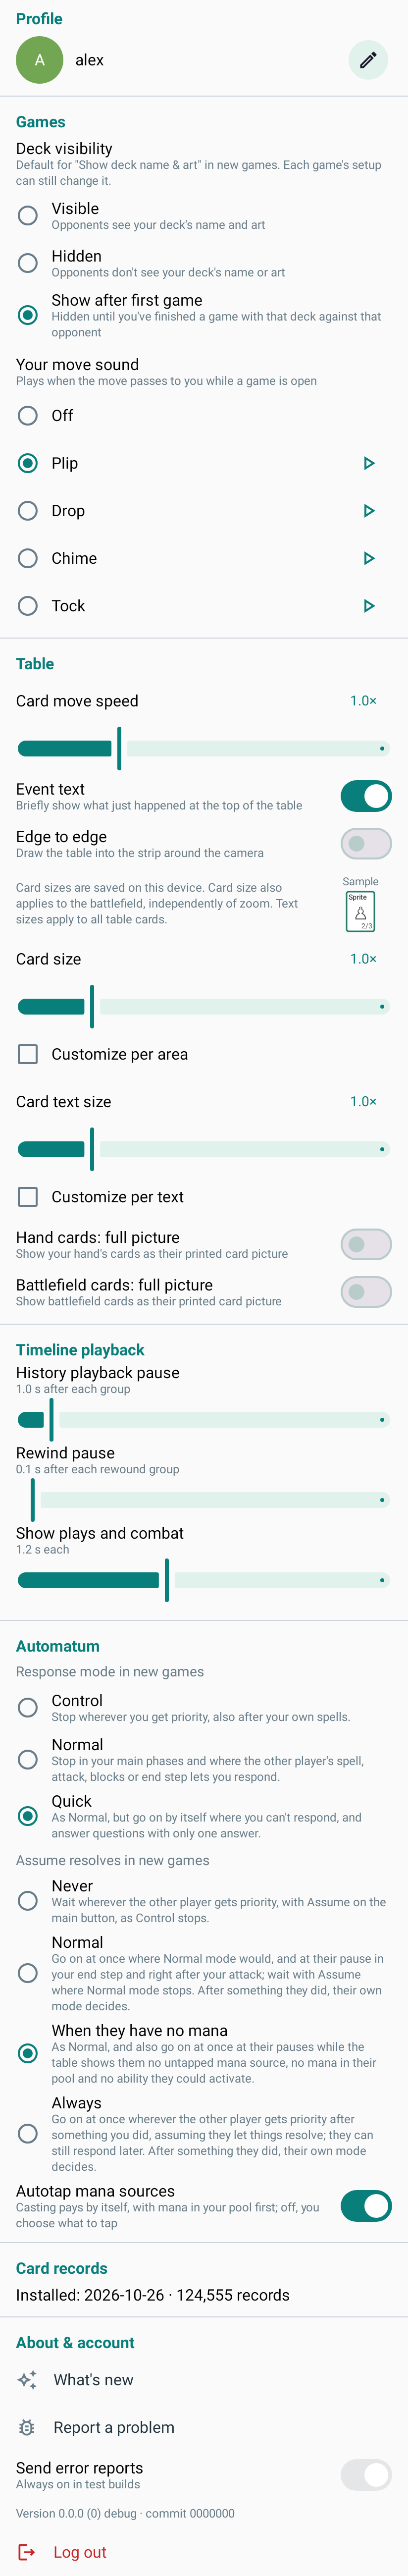 Profile
A
alex
Games
Deck visibility
Default for "Show deck name & art" in new games. Each game's setup
can still change it.
Visible
Opponents see your deck's name and art
Hidden
Opponents don't see your deck's name or art
Show after first game
Hidden until you've finished a game with that deck against that
opponent
Your move sound
Plays when the move passes to you while a game is open
Off
Plip
Drop
Chime
Tock
Table
Card move speed
1.0×
Event text
Briefly show what just happened at the top of the table
Edge to edge
Draw the table into the strip around the camera
Card sizes are saved on this device. Card size also
applies to the battlefield, independently of zoom. Text
sizes apply to all table cards.
Sample
Sprite
2/3
Card size
1.0×
Customize per area
Card text size
1.0×
Customize per text
Hand cards: full picture
Show your hand's cards as their printed card picture
Battlefield cards: full picture
Show battlefield cards as their printed card picture
Timeline playback
History playback pause
1.0 s after each group
Rewind pause
0.1 s after each rewound group
Show plays and combat
1.2 s each
Automatum
Response mode in new games
Control
Stop wherever you get priority, also after your own spells.
Normal
Stop in your main phases and where the other player's spell,
attack, blocks or end step lets you respond.
Quick
As Normal, but go on by itself where you can't respond, and
answer questions with only one answer.
Assume resolves in new games
Never
Wait wherever the other player gets priority, with Assume on the
main button, as Control stops.
Normal
Go on at once where Normal mode would, and at their pause in
your end step and right after your attack; wait with Assume
where Normal mode stops. After something they did, their own
mode decides.
When they have no mana
As Normal, and also go on at once at their pauses while the
table shows them no untapped mana source, no mana in their
pool and no ability they could activate.
Always
Go on at once wherever the other player gets priority after
something you did, assuming they let things resolve; they can
still respond later. After something they did, their own mode
decides.
Autotap mana sources
Casting pays by itself, with mana in your pool first; off, you
choose what to tap
Card records
Installed: 2026-10-26 · 124,555 records
About & account
What's new
Report a problem
Send error reports
Always on in test builds
Version 0.0.0 (0) debug · commit 0000000
Log out